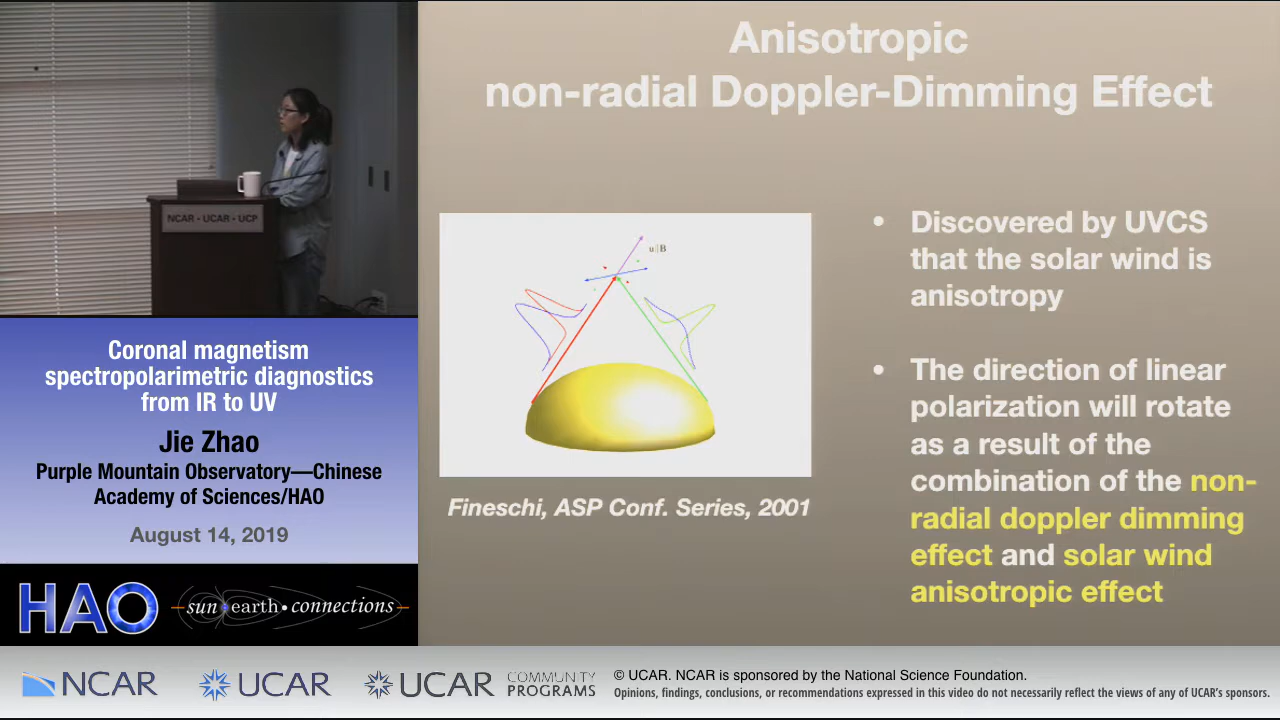 Anisotropic
non-radial Doppler-Dimming Effect
NCAR - UCAR - UCP
u||B
• Discovered by UVCS
that the solar wind is
anisotropy
• The direction of linear
polarization will rotate
as a result of the
combination of the non-
radial doppler dimming
effect and solar wind
anisotropic effect
Fineschi, ASP Conf. Series, 2001
Coronal magnetism
spectropolarimetric diagnostics
from IR to UV
Jie Zhao
Purple Mountain Observatory—Chinese
Academy of Sciences/HAO
August 14, 2019
HAO
sun•earth•connections
NCAR
UCAR
UCAR
COMMUNITY
PROGRAMS
© UCAR. NCAR is sponsored by the National Science Foundation.
Opinions, findings, conclusions, or recommendations expressed in this video do not necessarily reflect the views of any of UCAR's sponsors.